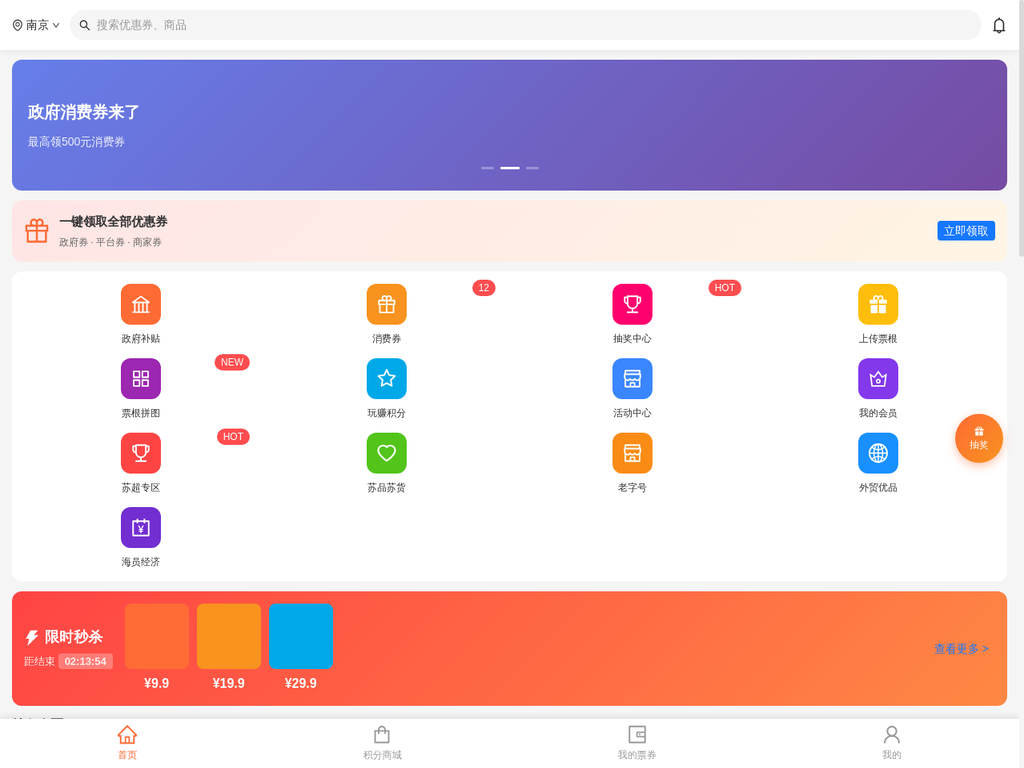 南京
搜索优惠券、商品
政府消费券来了
最高领500元消费券
一键领取全部优惠券
政府券 · 平台券 · 商家券
立即领取
政府补贴
12
消费券
HOT
抽奖中心
上传票根
NEW
票根拼图
玩赚积分
活动中心
我的会员
HOT
苏超专区
苏品苏货
老字号
外贸优品
抽奖
¥
海员经济
限时秒杀
距结束 02:13:54
¥9.9
¥19.9
¥29.9
查看更多 >
首页
积分商城
我的票券
我的